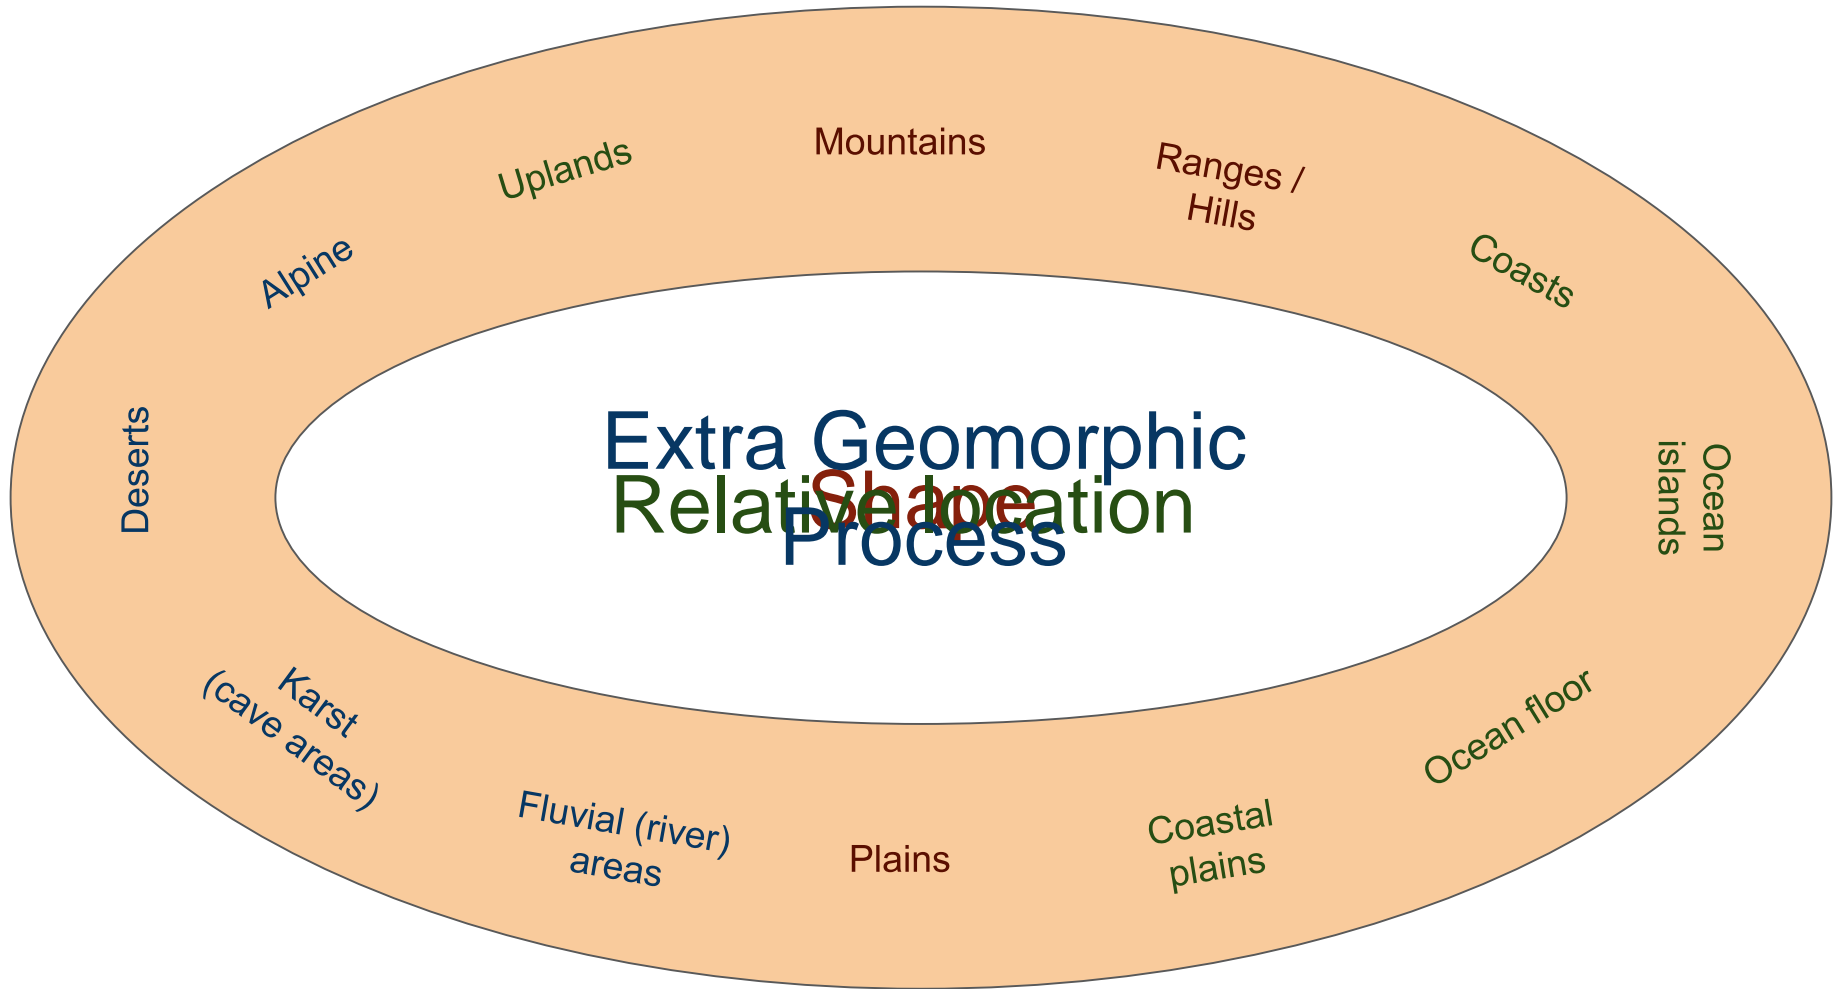 Mountains
Ranges /
Hills
Coasts
Ocean
islands
Ocean floor
Coastal
plains
Plains
Fluvial (river)
areas
Karst
(cave areas)
Deserts
Alpine
Uplands
Extra Geomorphic
Process
Shape
Relative location